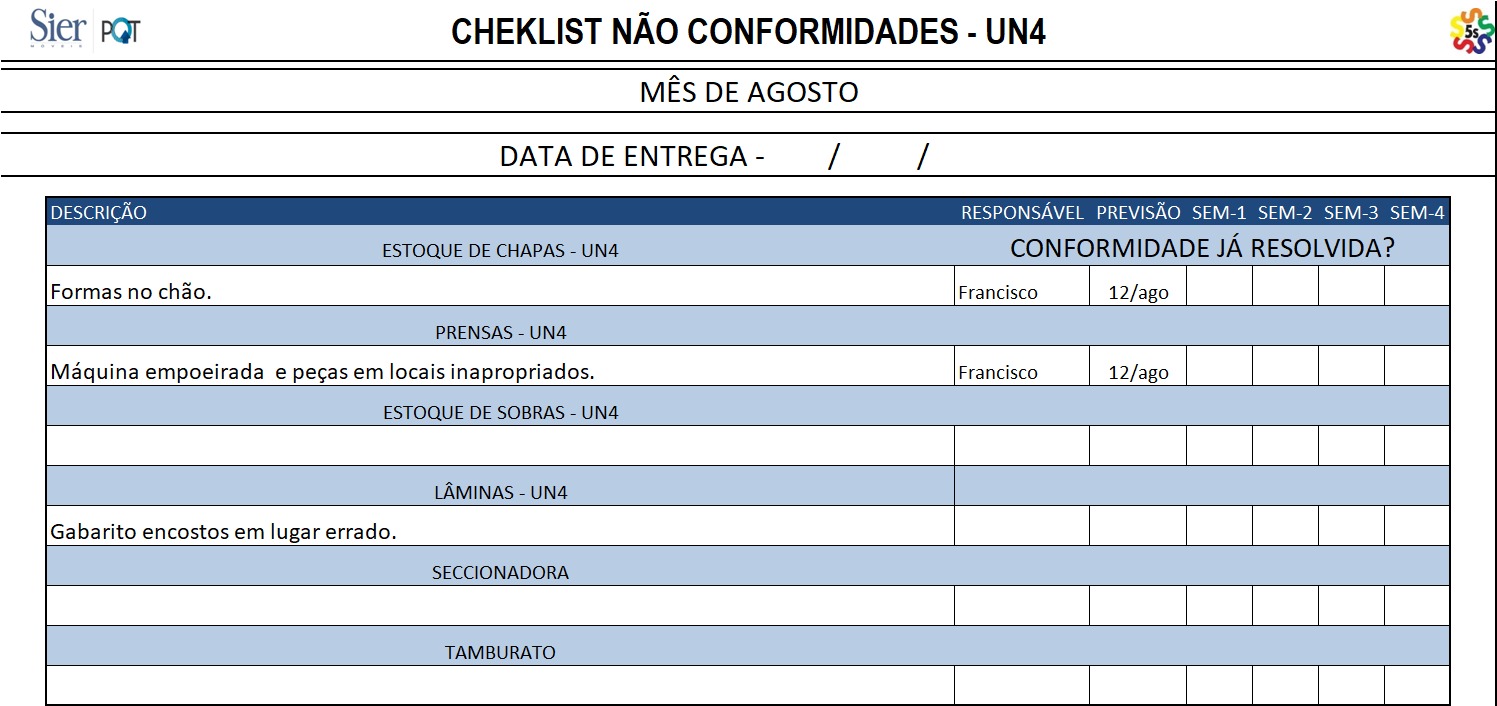 Sier MÓVEIS PQT
CHEKLIST NÃO CONFORMIDADES - UN4
S S S S S 5s
MÊS DE AGOSTO
DATA DE ENTREGA - / /
DESCRIÇÃO RESPONSÁVEL PREVISÃO SEM-1 SEM-2 SEM-3 SEM-4
ESTOQUE DE CHAPAS - UN4 CONFORMIDADE JÁ RESOLVIDA?
Formas no chão. Francisco 12/ago
PRENSAS - UN4
Máquina empoeirada e peças em locais inapropriados. Francisco 12/ago
ESTOQUE DE SOBRAS - UN4
LÂMINAS - UN4
Gabarito encostos em lugar errado.
SECCIONADORA
TAMBURATO